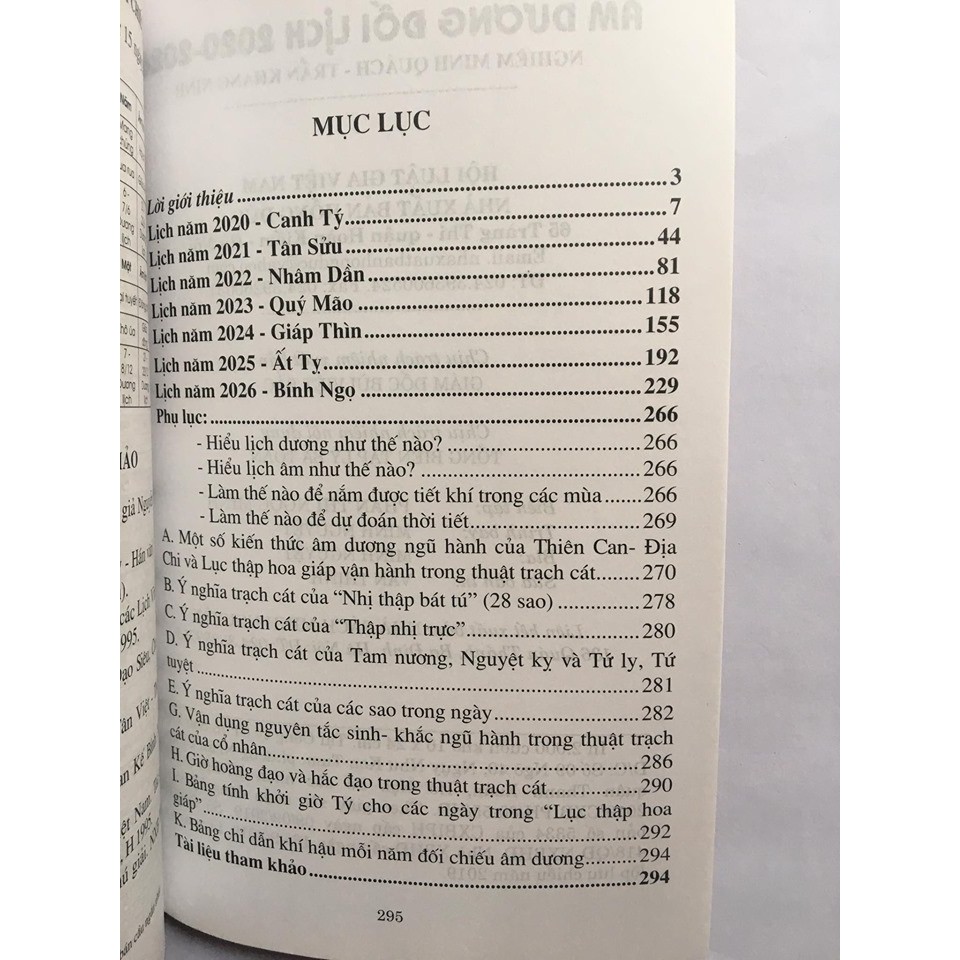 MỤC LỤC
Lời giới thiệu........3
Lịch năm 2020 - Canh Tý........7
Lịch năm 2021 - Tân Sửu........44
Lịch năm 2022 - Nhâm Dần........81
Lịch năm 2023 - Quý Mão........118
Lịch năm 2024 - Giáp Thìn........155
Lịch năm 2025 - Ất Tỵ........192
Lịch năm 2026 - Bính Ngọ........229
Phụ lục:........266
- Hiểu lịch dương như thế nào?........266
- Hiểu lịch âm như thế nào?........266
- Làm thế nào để nắm được tiết khí trong các mùa........266
- Làm thế nào để dự đoán thời tiết........269
A. Một số kiến thức âm dương ngũ hành của Thiên Can- Địa
Chi và Lục thập hoa giáp vận hành trong thuật trạch cát........270
B. Ý nghĩa trạch cát của “Nhị thập bát tú” (28 sao)........278
C. Ý nghĩa trạch cát của “Thập nhị trực”........280
D. Ý nghĩa trạch cát của Tam nương, Nguyệt kỵ và Tứ ly, Tứ
tuyệt........281
E. Ý nghĩa trạch cát của các sao trong ngày........282
G. Vận dụng nguyên tắc sinh- khắc ngũ hành trong thuật trạch
cát của cổ nhân........286
H. Giờ hoàng đạo và hắc đạo trong thuật trạch cát........290
I. Bảng tính khởi giờ Tý cho các ngày trong “Lục thập hoa
giáp”........292
K. Bảng chỉ dẫn khí hậu mỗi năm đối chiếu âm dương........294
Tài liệu tham khảo........294
295